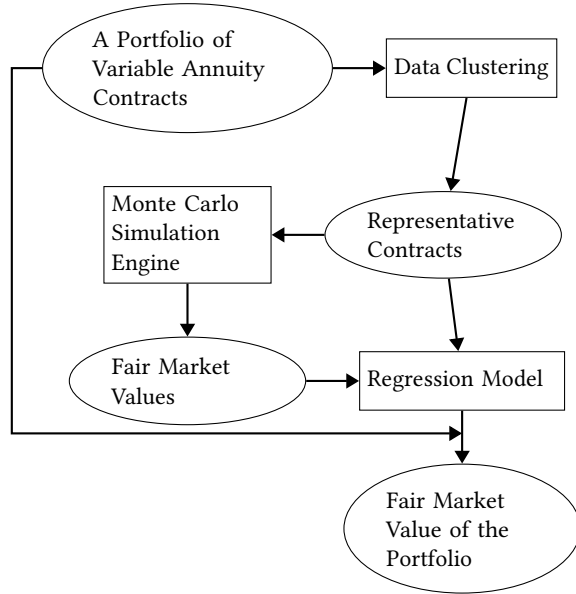 A Portfolio of
Variable Annuity
Contracts
Data Clustering
Monte Carlo
Simulation
Engine
Representative
Contracts
Fair Market
Values
Regression Model
Fair Market
Value of the
Portfolio